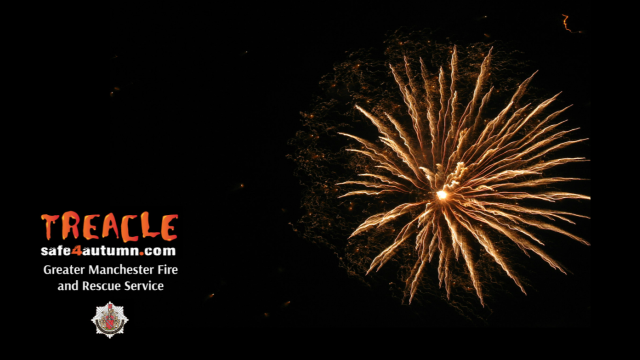 TREACLE
safe4autumn.com
Greater Manchester Fire
and Rescue Service